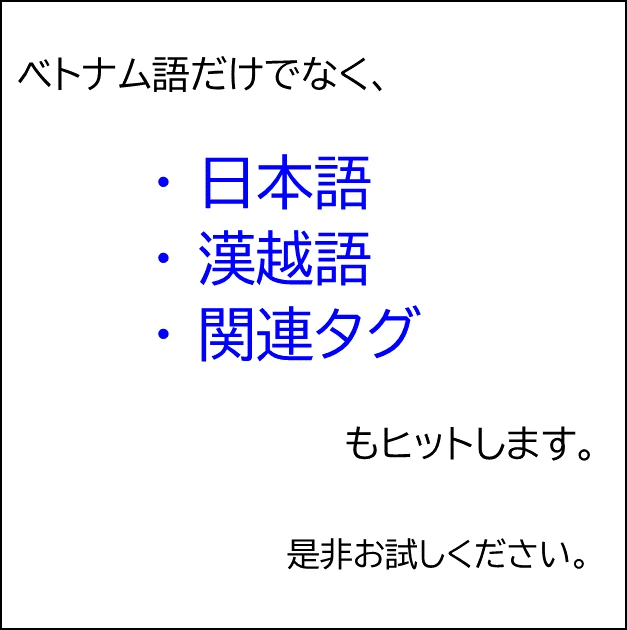 ベトナム語だけでなく、
・ 日本語
・ 漢越語
・ 関連タグ
もヒットします。
是非お試しください。